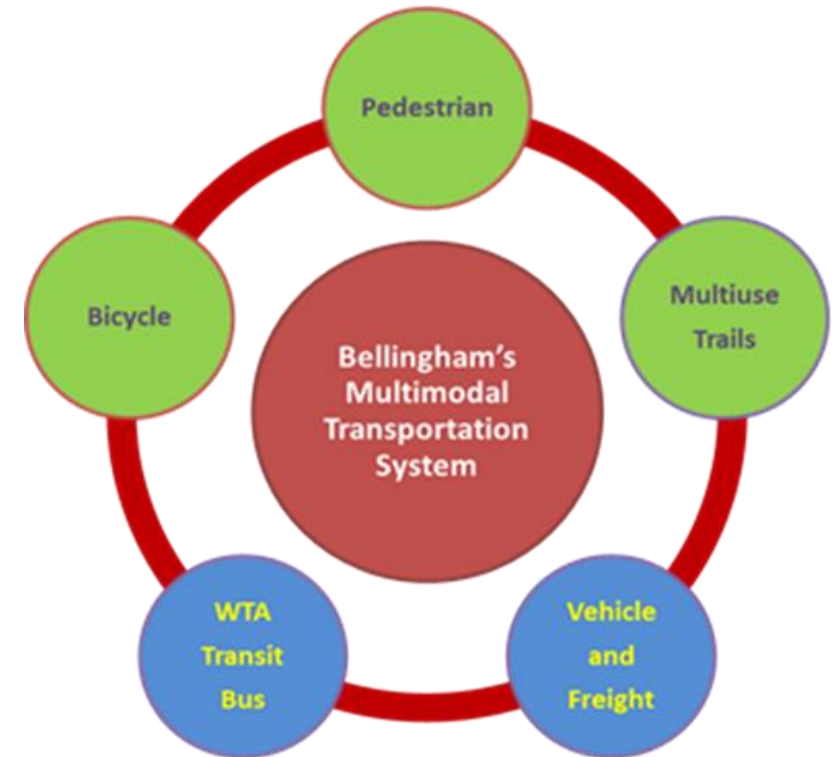 Pedestrian
Bicycle
Multiuse
Trails
Bellingham’s
Multimodal
Transportation
System
WTA
Transit
Bus
Vehicle
and
Freight